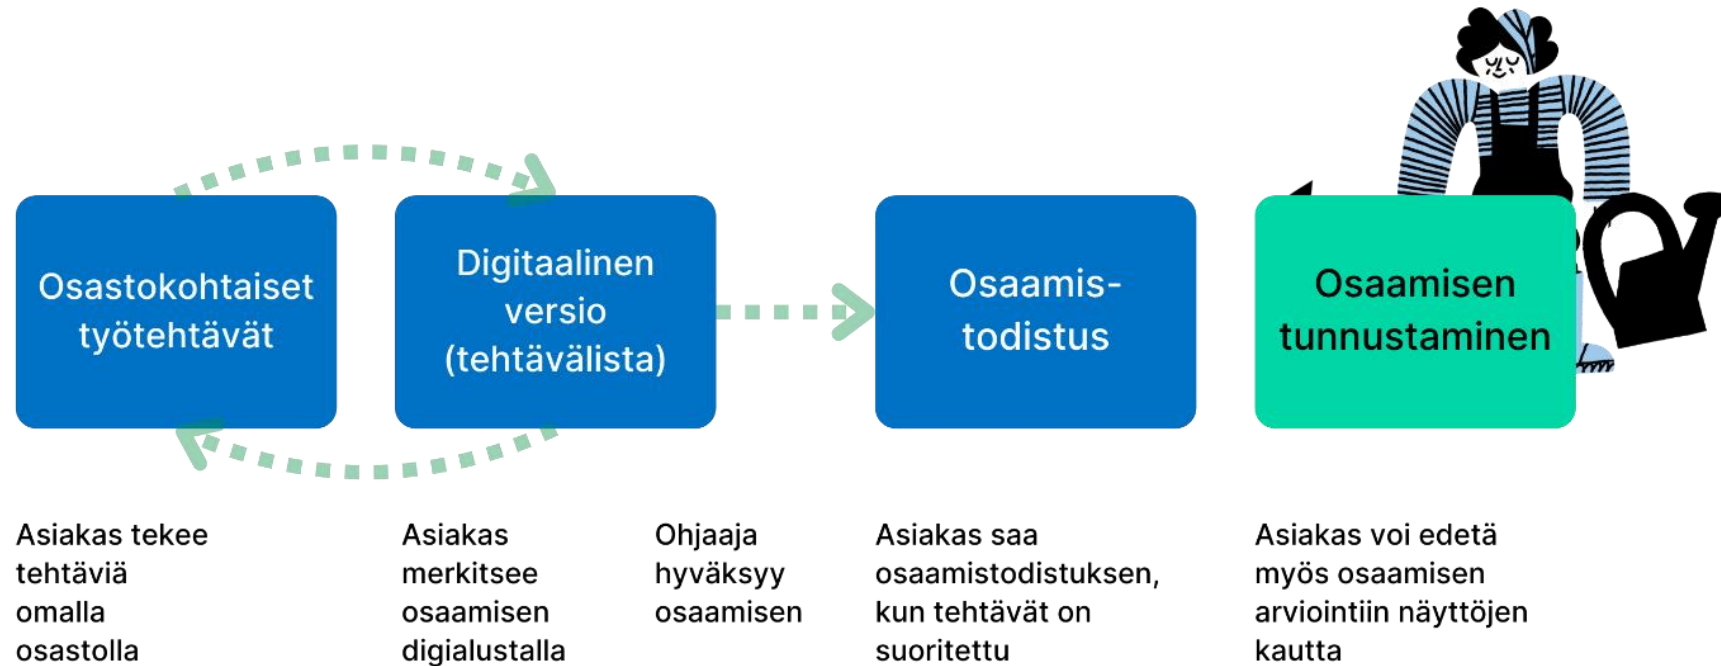 Osastokohtaiset
työtehtävät
Digitaalinen
versio
(tehtävälista)
Osaamis-
todistus
Osaamisen
tunnustaminen
Asiakas tekee
tehtäviä
omalla
osastolla
Asiakas
merkitsee
osaamisen
digialustalla
Ohjaaja
hyväksyy
osaamisen
Asiakas saa
osaamistodistuksen,
kun tehtävät on
suoritettu
Asiakas voi edetä
myös osaamisen
arviointiin näyttöjen
kautta